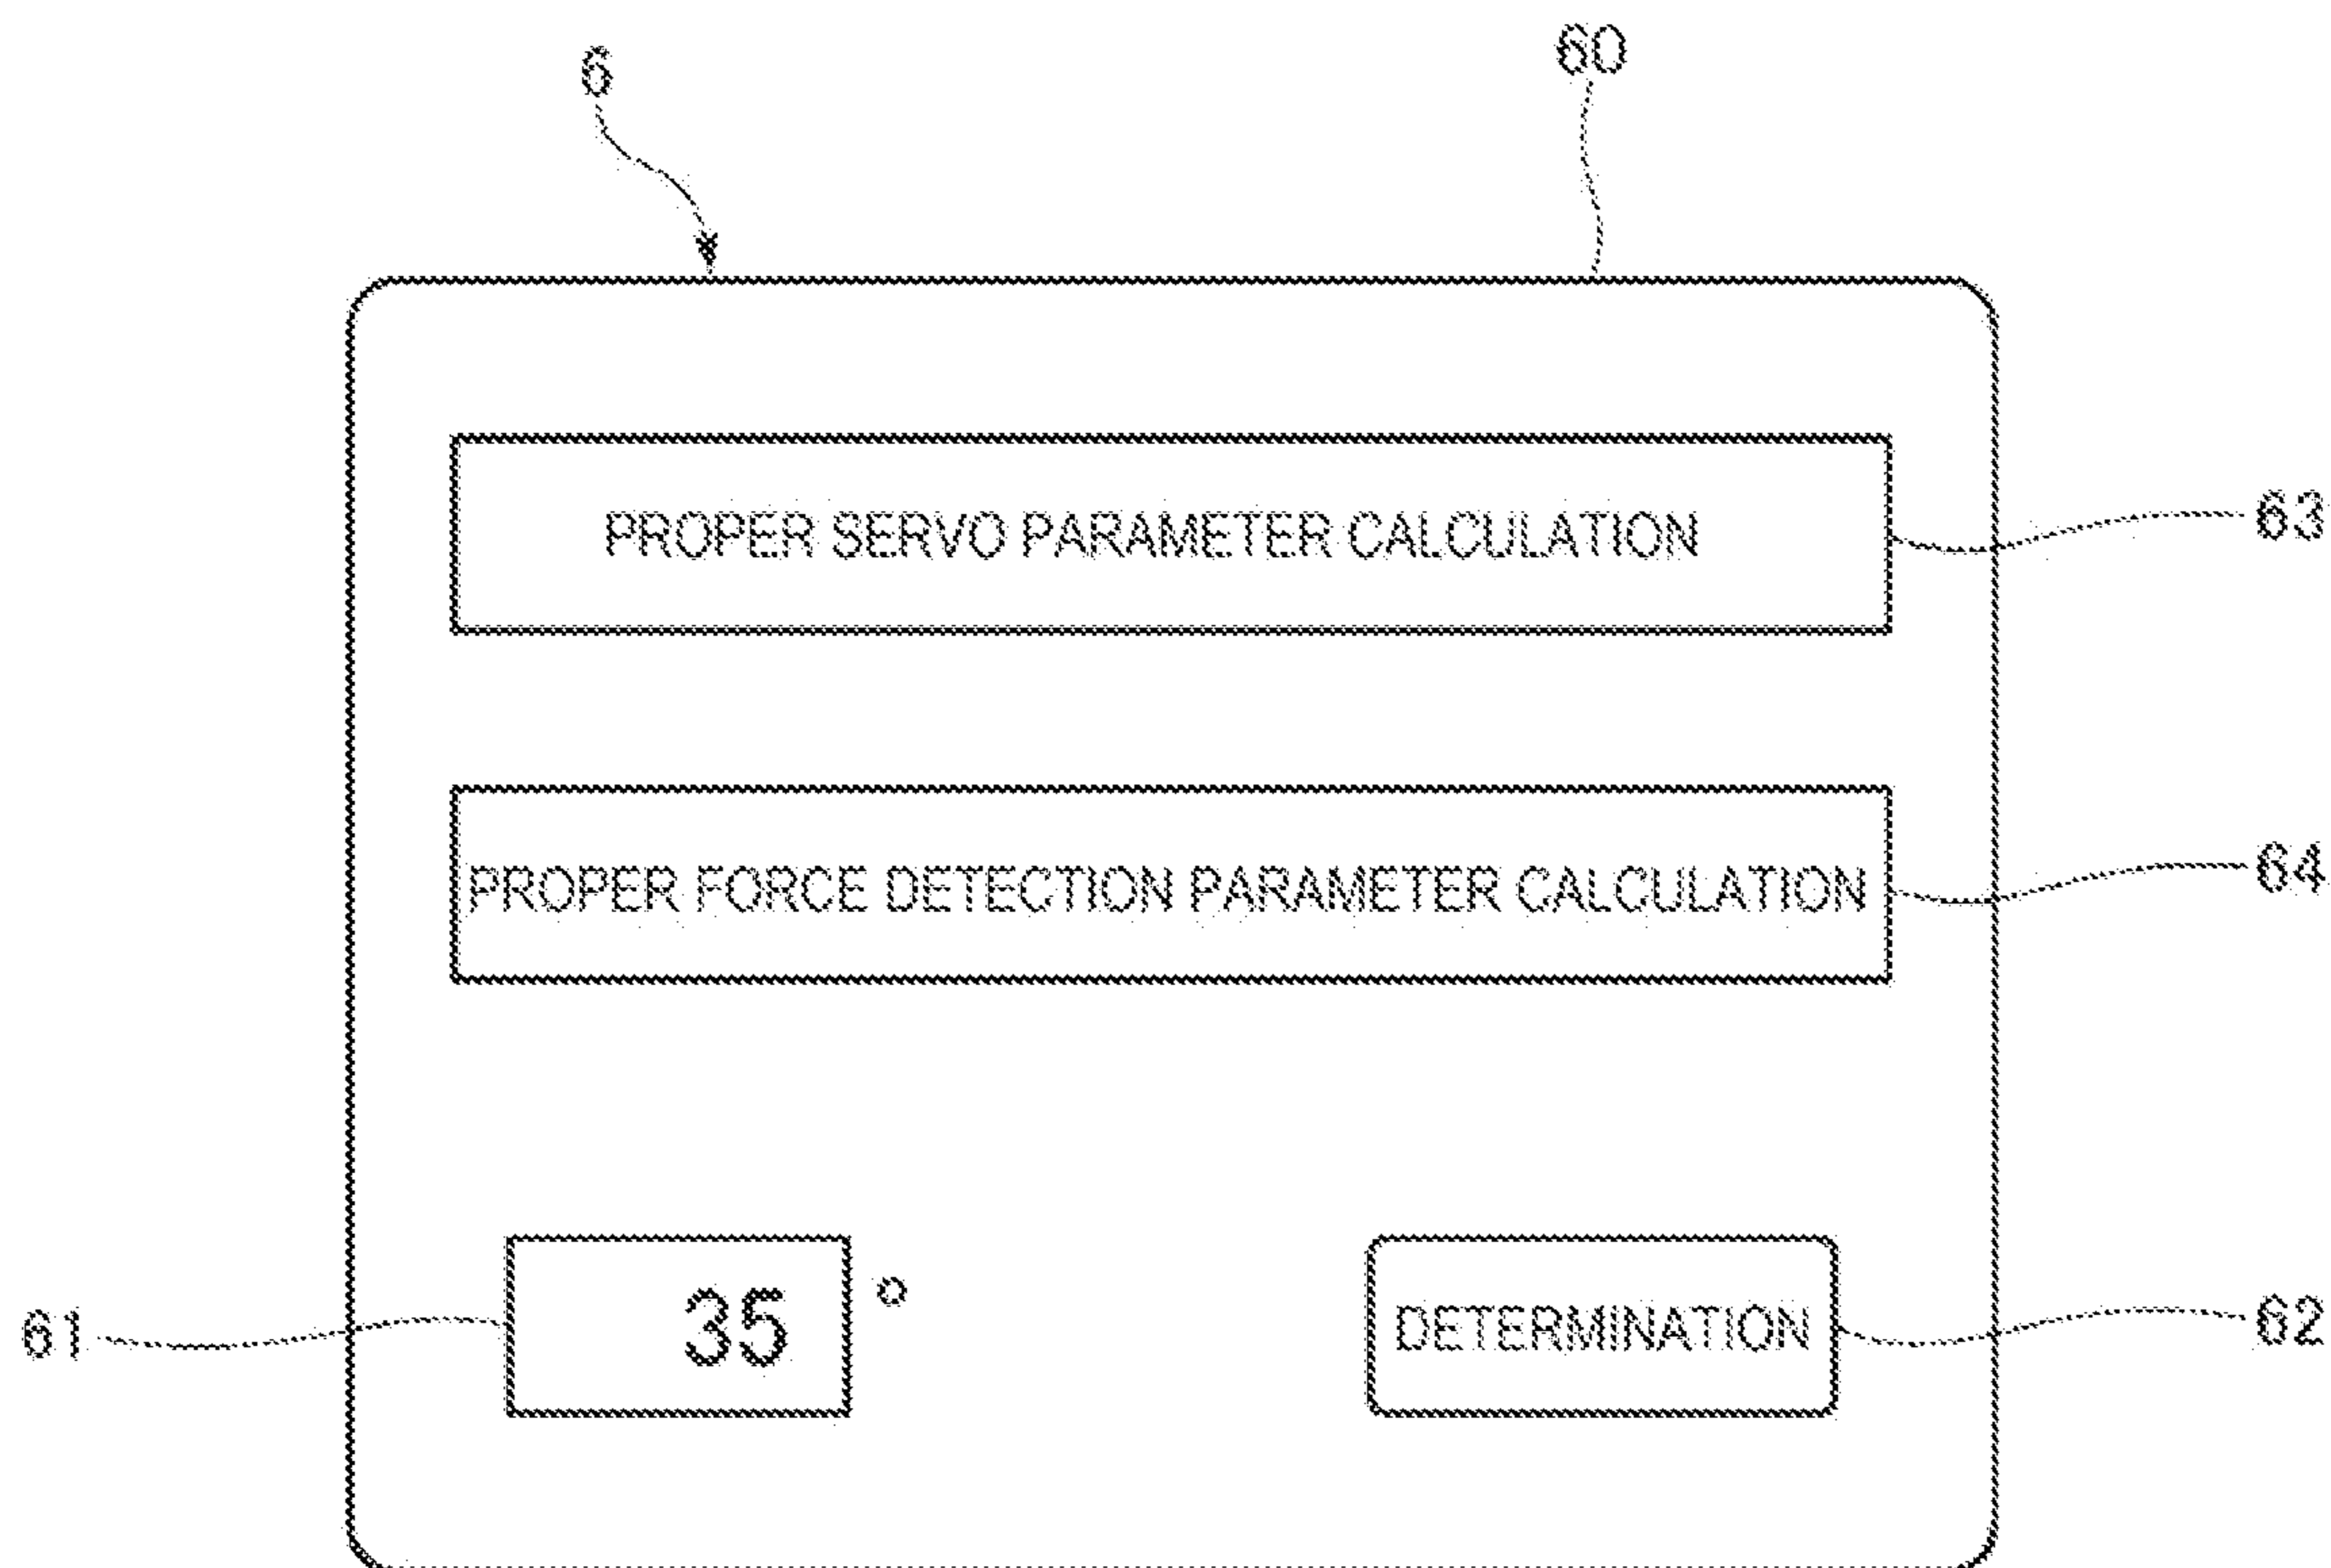 6
60
PROPER SERVO PARAMETER CALCULATION
63
PROPER FORCE DETECTION PARAMETER CALCULATION
64
61
35°
DETERMINATION
62